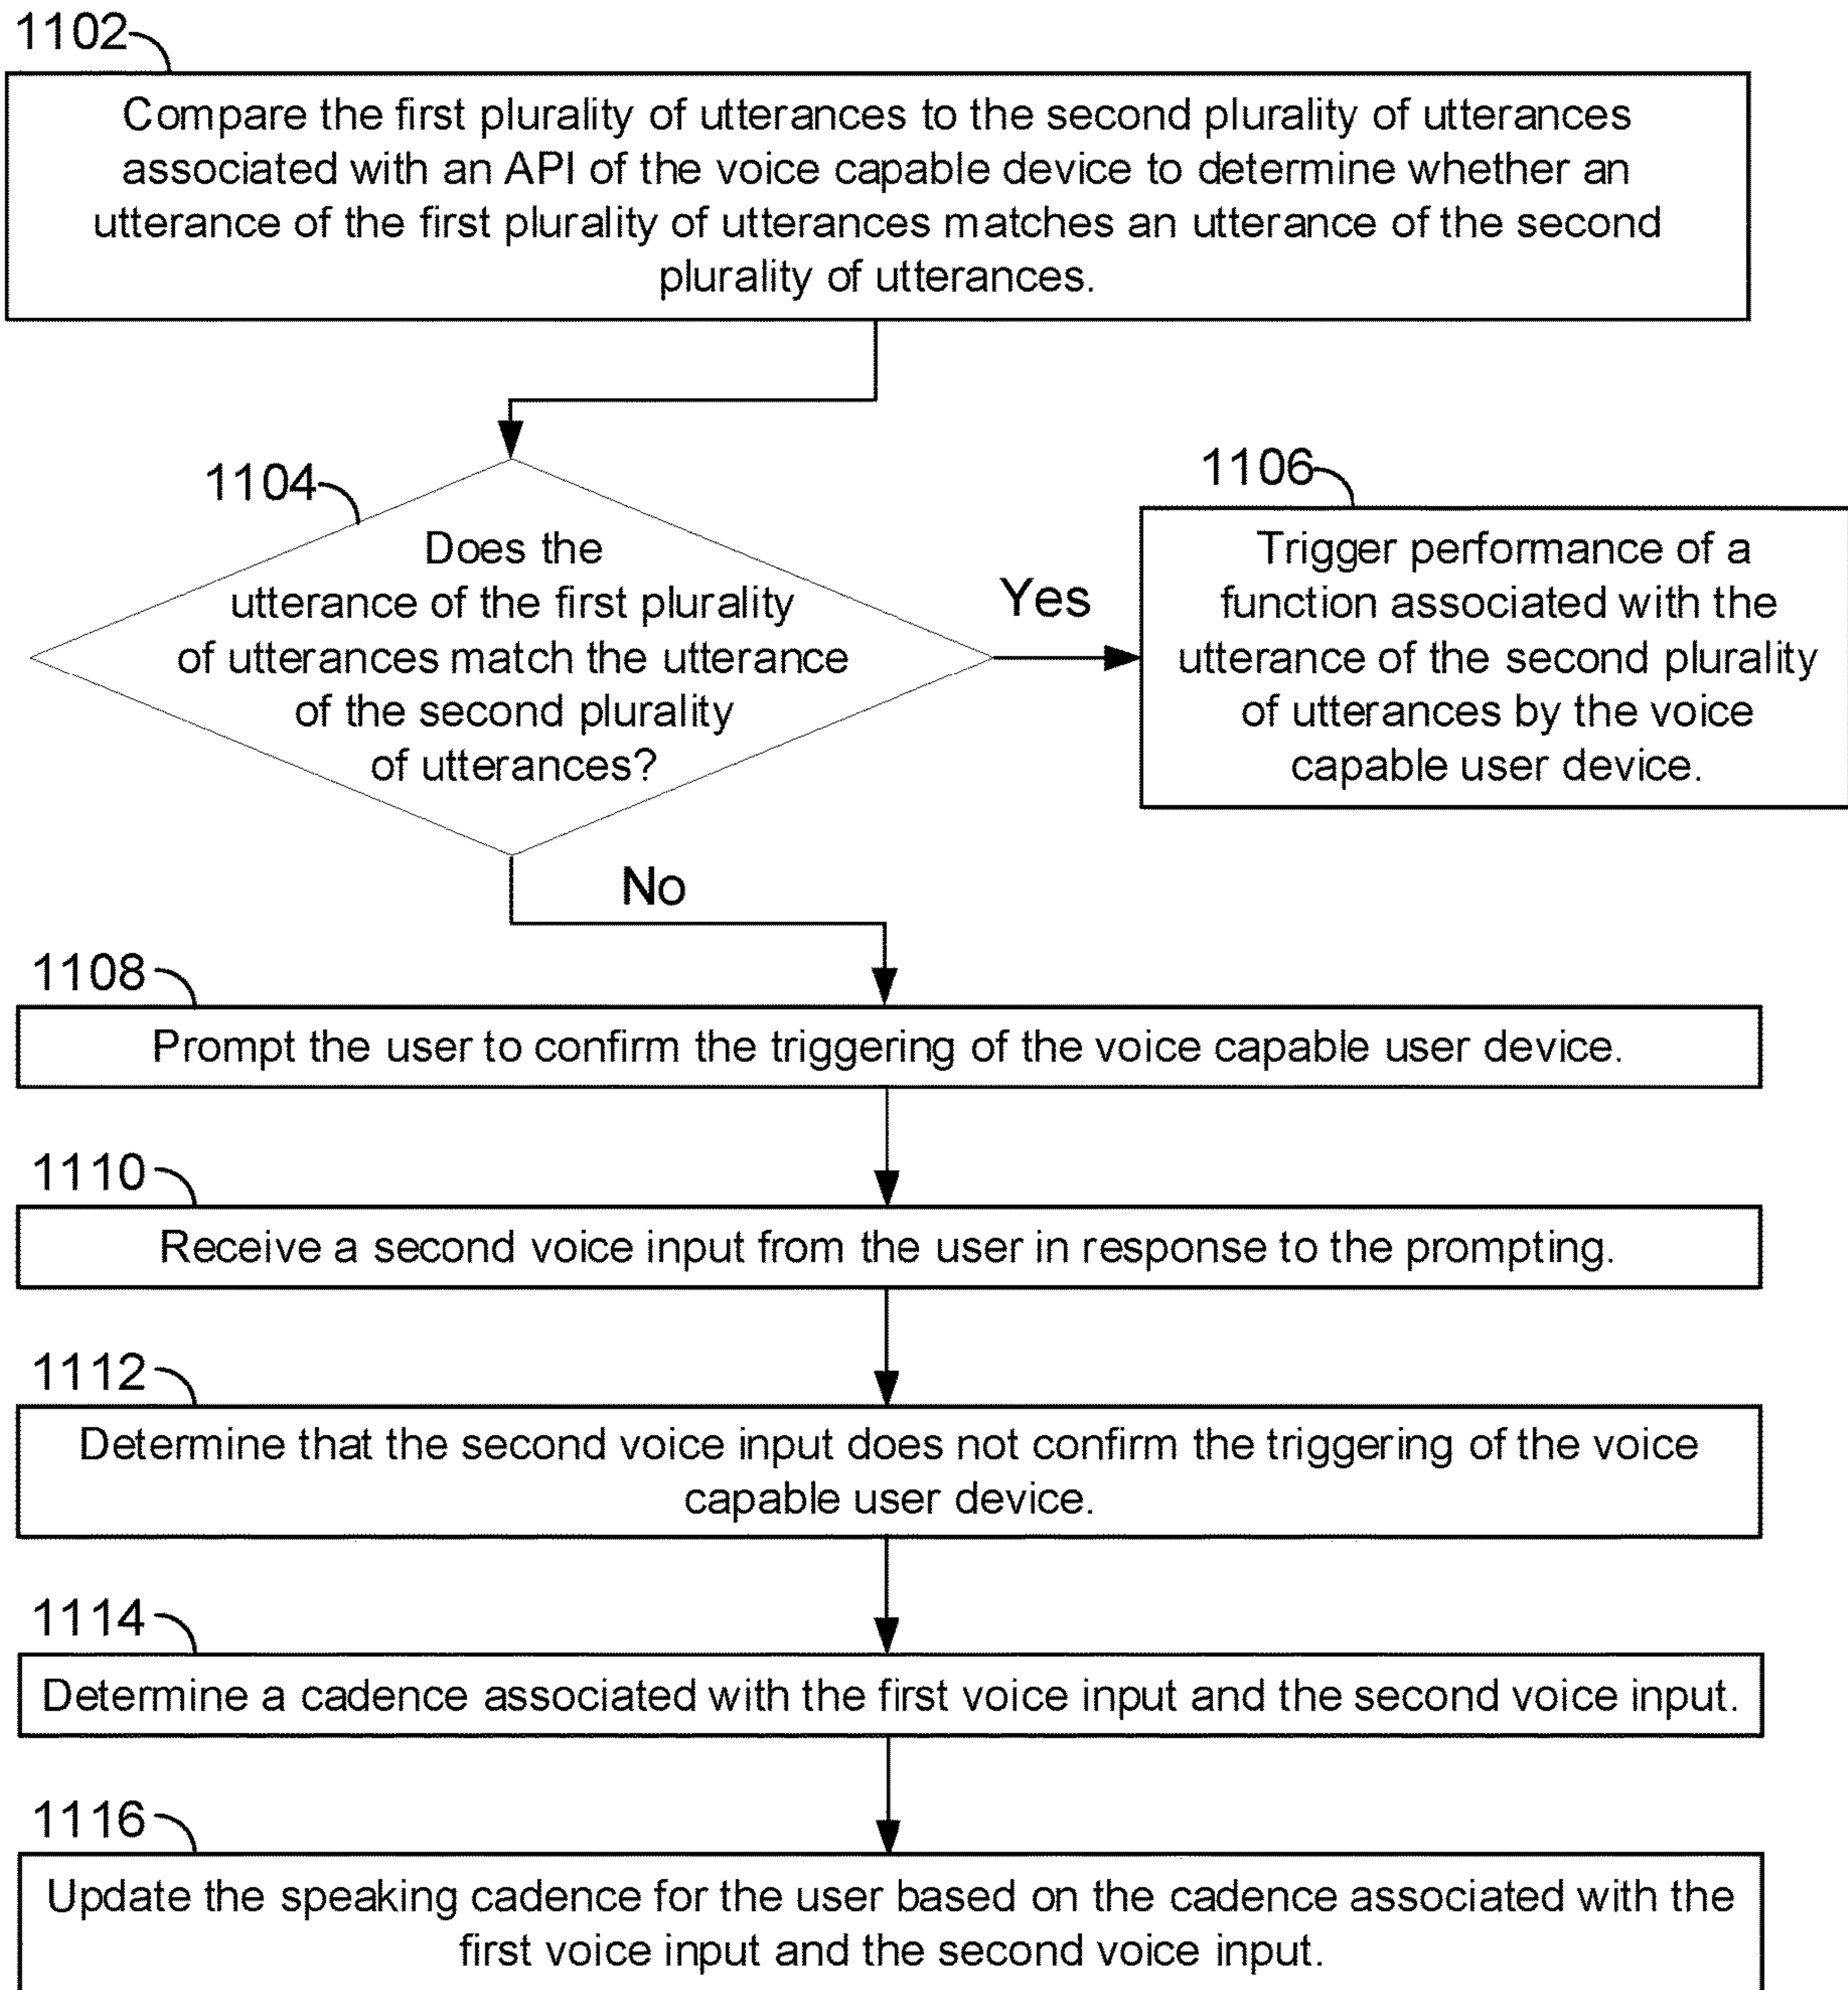 1102
Compare the first plurality of utterances to the second plurality of utterances
associated with an API of the voice capable device to determine whether an
utterance of the first plurality of utterances matches an utterance of the second
plurality of utterances.
1104
Does the
utterance of the first plurality
of utterances match the utterance
of the second plurality
of utterances?
Yes
1106
Trigger performance of a
function associated with the
utterance of the second plurality
of utterances by the voice
capable user device.
No
1108
Prompt the user to confirm the triggering of the voice capable user device.
1110
Receive a second voice input from the user in response to the prompting.
1112
Determine that the second voice input does not confirm the triggering of the voice
capable user device.
1114
Determine a cadence associated with the first voice input and the second voice input.
1116
Update the speaking cadence for the user based on the cadence associated with the
first voice input and the second voice input.